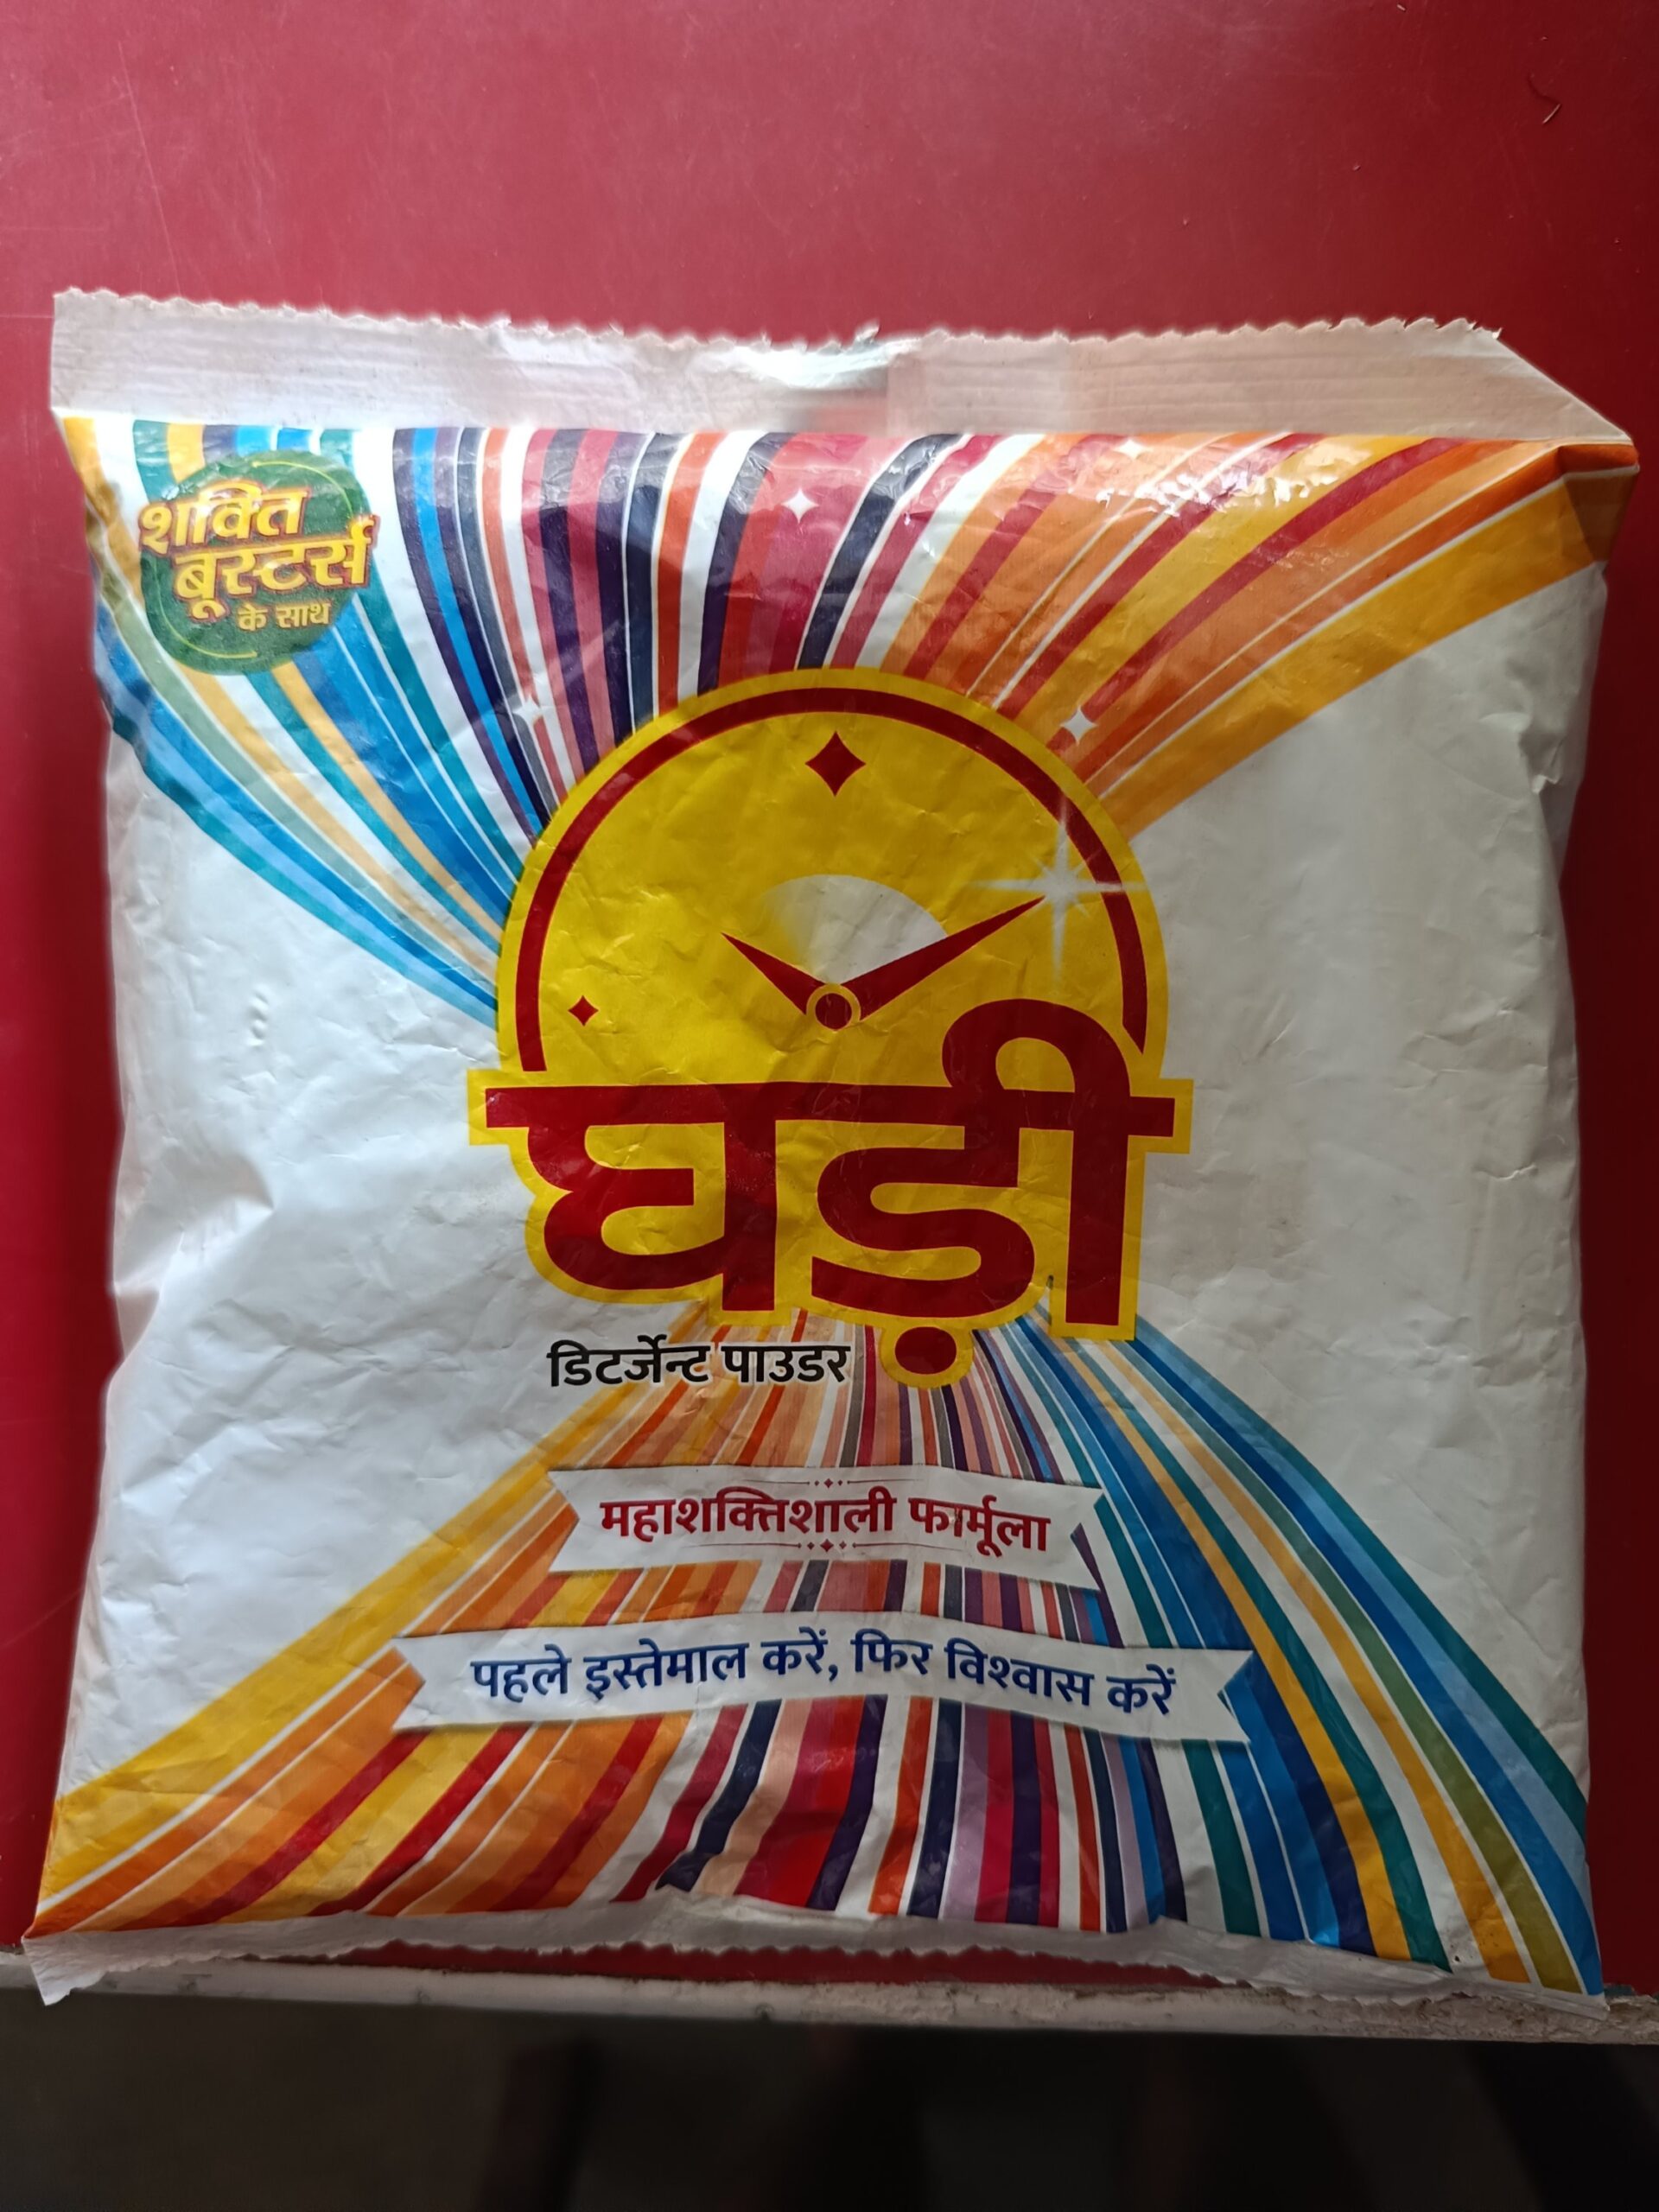 शक्ति
बूस्टर्स
के साथ
घड़ी
डिटर्जेन्ट पाउडर
महाशक्तिशाली फार्मूला
पहले इस्तेमाल करें, फिर विश्वास करें